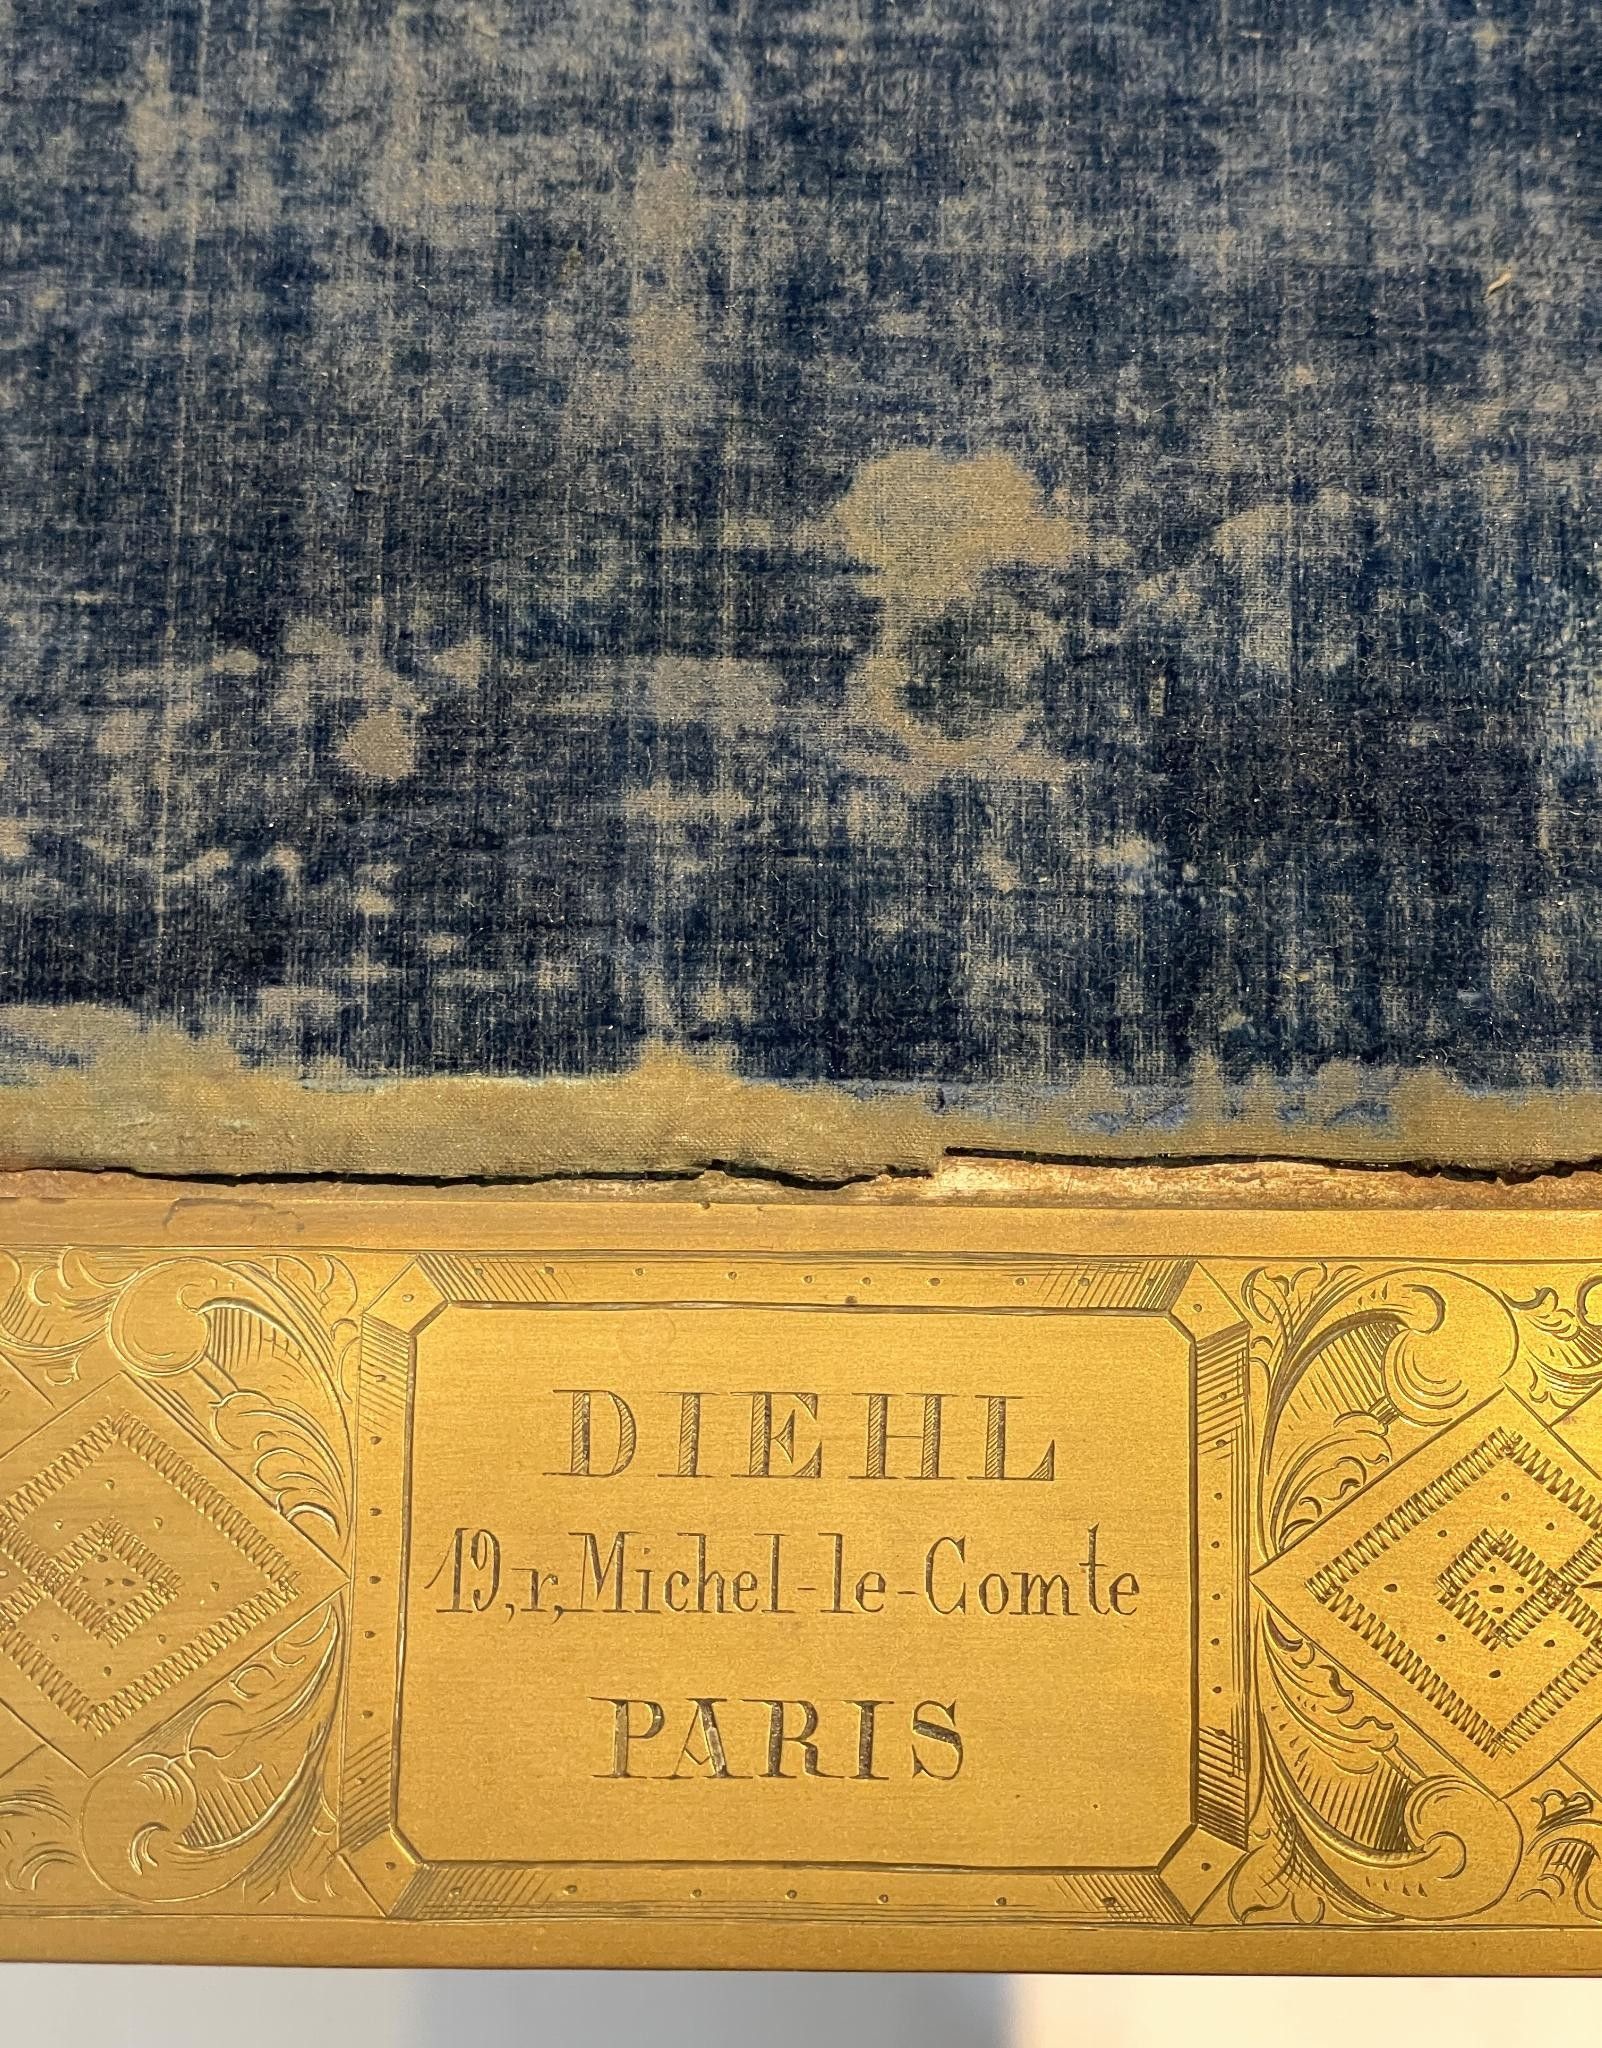 DIEHL
19, r, Michel-le-Comte
PARIS